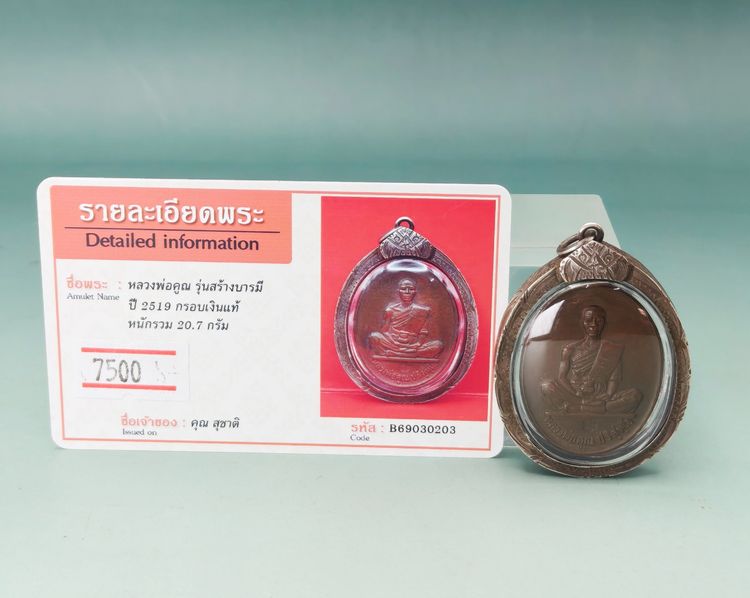 รายละเอียดพระ
Detailed information
ชื่อพระ : หลวงพ่อคูณ รุ่นสร้างบารมี
Amulet Name
ปี 2519 กรอบเงินแท้
หนักรวม 20.7 กรัม
7500
ชื่อเจ้าของ : คุณ สุชาติ
Issued on
รหัส : B69030203
Code